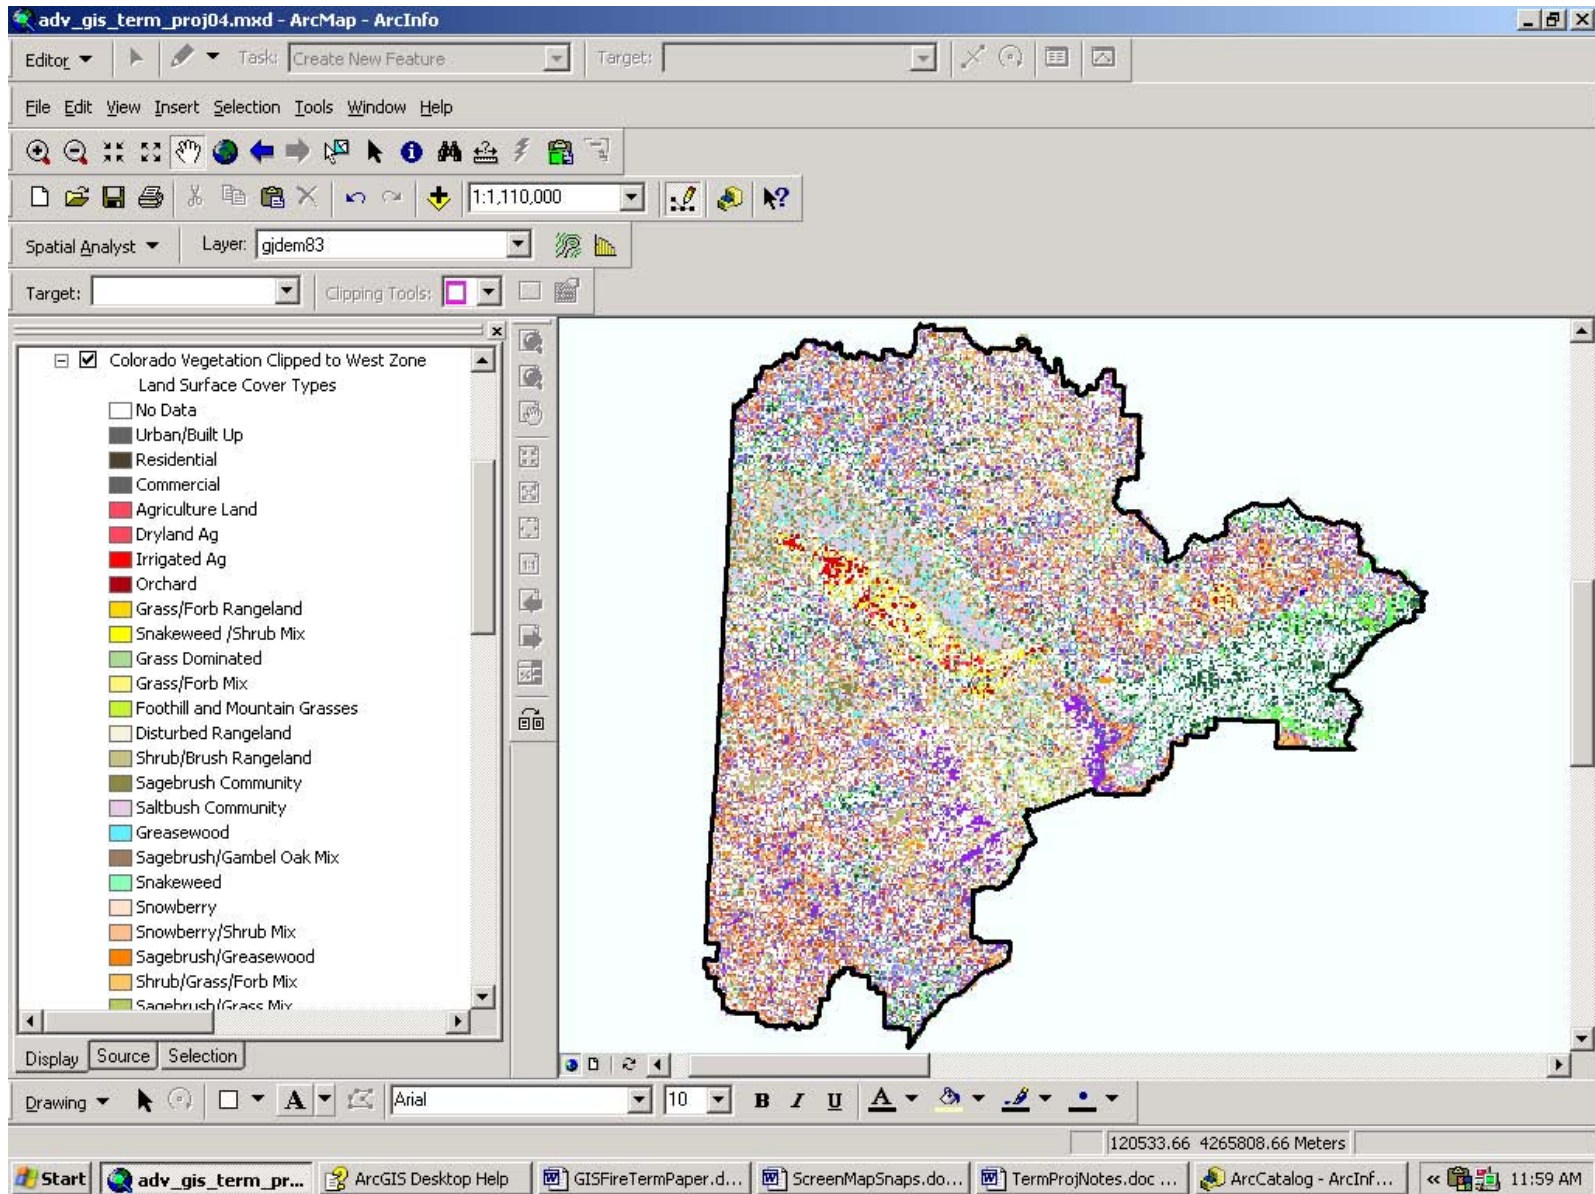 adv_gis_term_proj04.mxd - ArcMap - ArcInfo
Editor Task: Create New Feature Target:
File Edit View Insert Selection Tools Window Help
1:1,110,000
Spatial Analyst Layer: gjdem83
Target: Clipping Tools:
Colorado Vegetation Clipped to West Zone
Land Surface Cover Types
No Data
Urban/Built Up
Residential
Commercial
Agriculture Land
Dryland Ag
Irrigated Ag
Orchard
Grass/Forb Rangeland
Snakeweed /Shrub Mix
Grass Dominated
Grass/Forb Mix
Foothill and Mountain Grasses
Disturbed Rangeland
Shrub/Brush Rangeland
Sagebrush Community
Saltbush Community
Greasewood
Sagebrush/Gambel Oak Mix
Snakeweed
Snowberry
Snowberry/Shrub Mix
Sagebrush/Greasewood
Shrub/Grass/Forb Mix
Sagebrush/Grass Mix
1:1
Display Source Selection
Drawing A Arial 10 B I U A
120533.66 4265808.66 Meters
Start adv_gis_term_pr... ArcGIS Desktop Help GISFireTermPaper.d... ScreenMapSnaps.do... TermProjNotes.doc ... ArcCatalog - ArcInf... « 11:59 AM